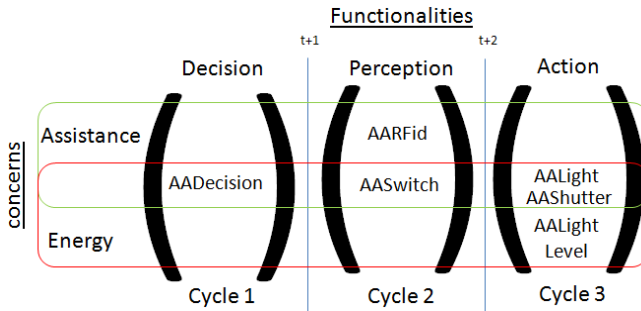 Functionalities
t+1
t+2
Decision
Perception
Action
concerns
Assistance
AARFid
AADecision
AASwitch
AALight
AAShutter
Energy
AALight
Level
Cycle 1
Cycle 2
Cycle 3